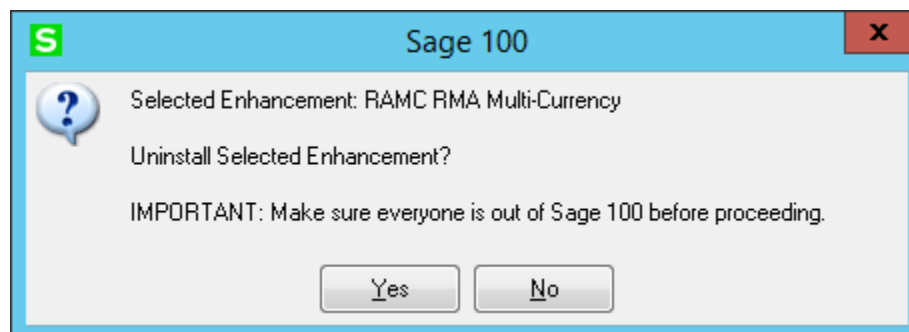 S Sage 100 x
Selected Enhancement: RAMC RMA Multi-Currency
Uninstall Selected Enhancement?
IMPORTANT: Make sure everyone is out of Sage 100 before proceeding.
Yes No